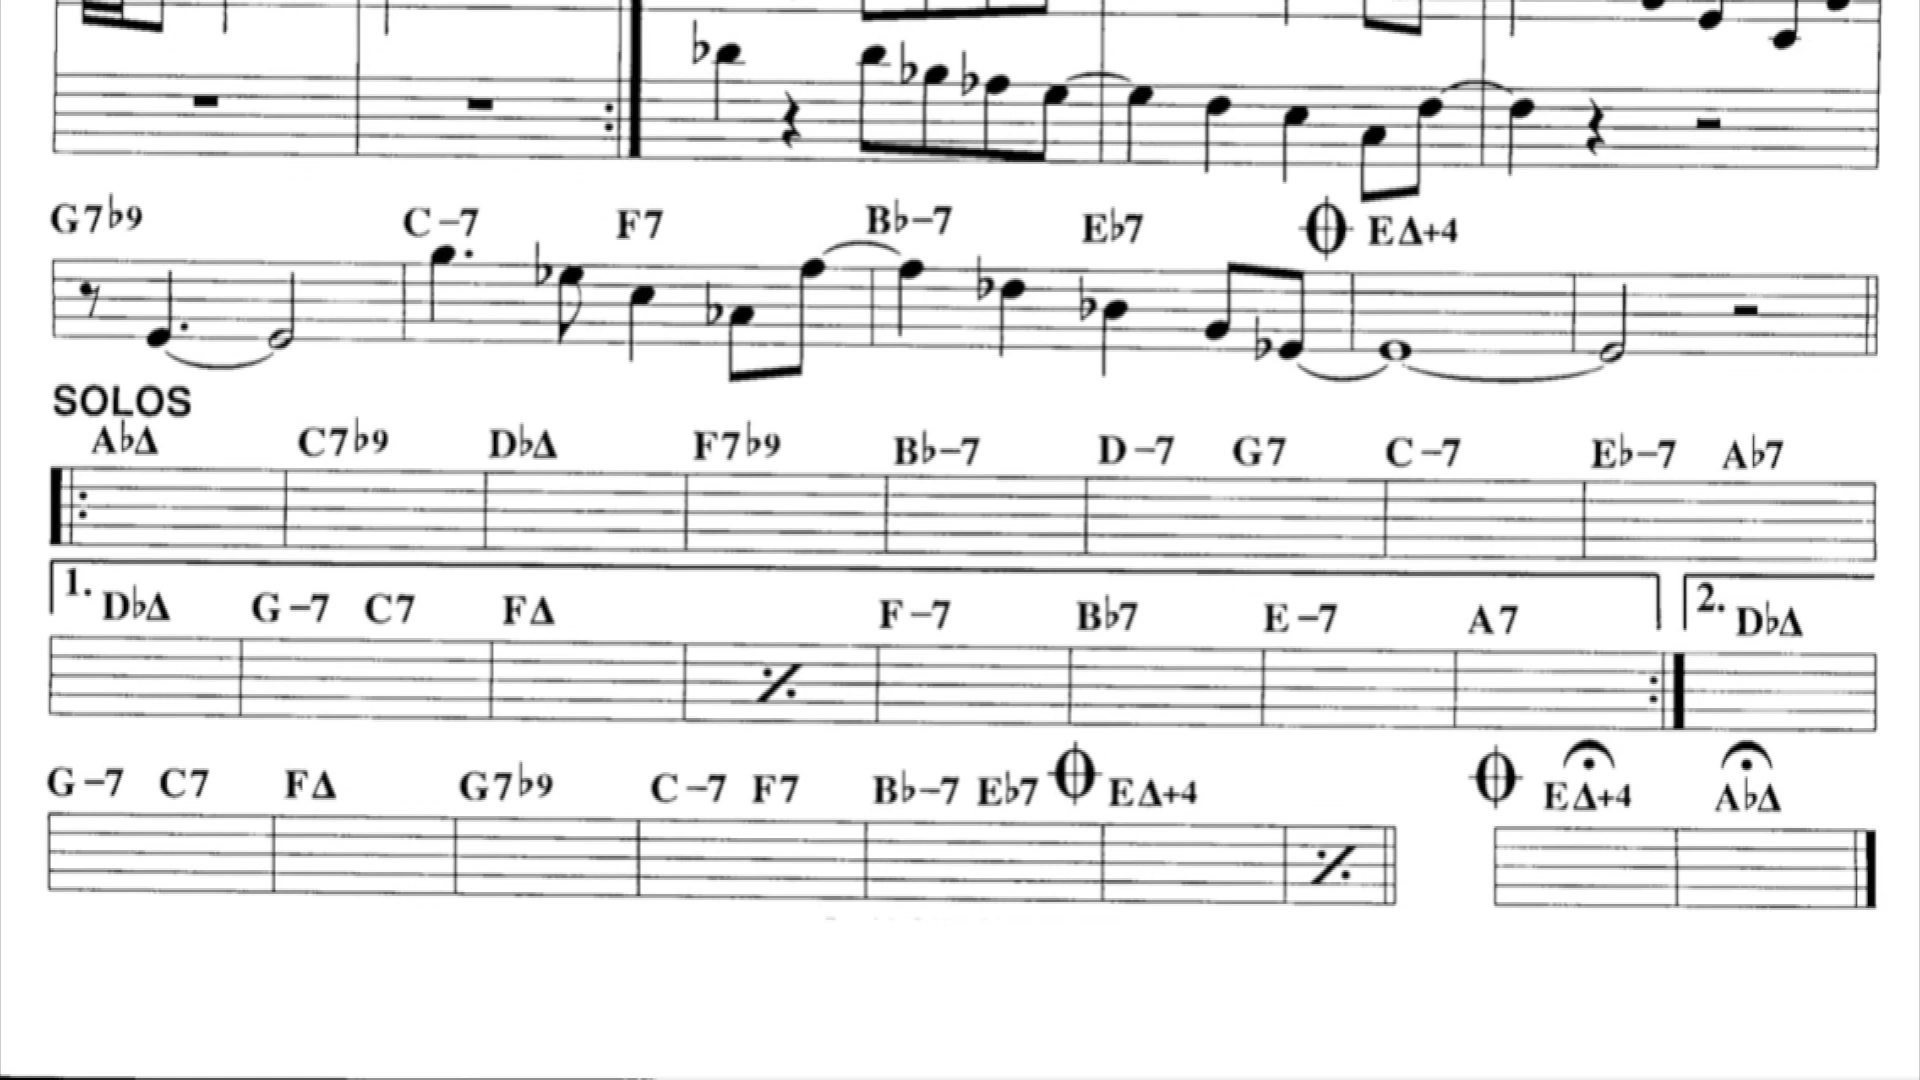 G7♭9 C-7 F7 B♭-7 E♭7 EΔ+4
SOLOS
A♭Δ C7♭9 D♭Δ F7♭9 B♭-7 D-7 G7 C-7 E♭-7 A♭7
1. D♭Δ G-7 C7 FΔ F-7 B♭7 E-7 A7 2. D♭Δ
G-7 C7 FΔ G7♭9 C-7 F7 B♭-7 E♭7 EΔ+4 EΔ+4 A♭Δ